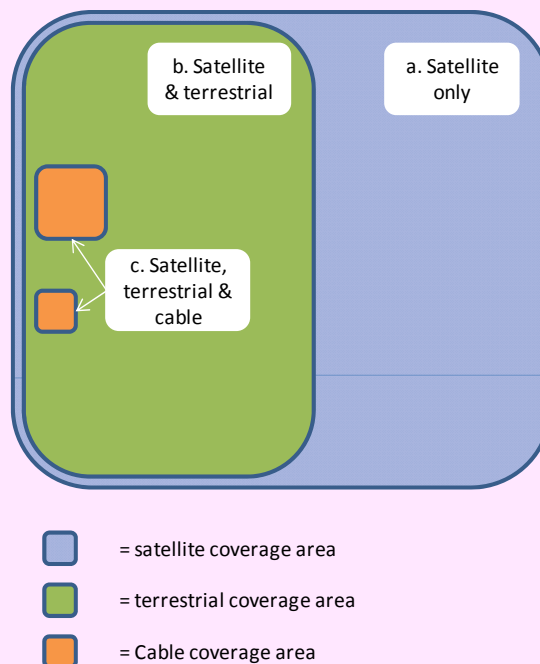 b. Satellite
& terrestrial
a. Satellite
only
c. Satellite,
terrestrial &
cable
= satellite coverage area
= terrestrial coverage area
= Cable coverage area